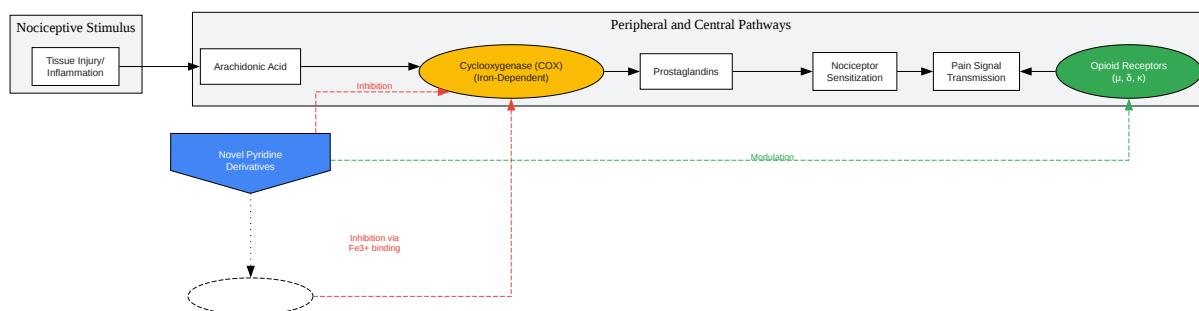 Nociceptive Stimulus
Peripheral and Central Pathways
Tissue Injury/
Inflammation
Arachidonic Acid
Cyclooxygenase (COX)
(Iron-Dependent)
Prostaglandins
Nociceptor
Sensitization
Pain Signal
Transmission
Opioid Receptors
(μ, δ, κ)
Inhibition
Novel Pyridine
Derivatives
Modulation
Inhibition via
Fe3+ binding